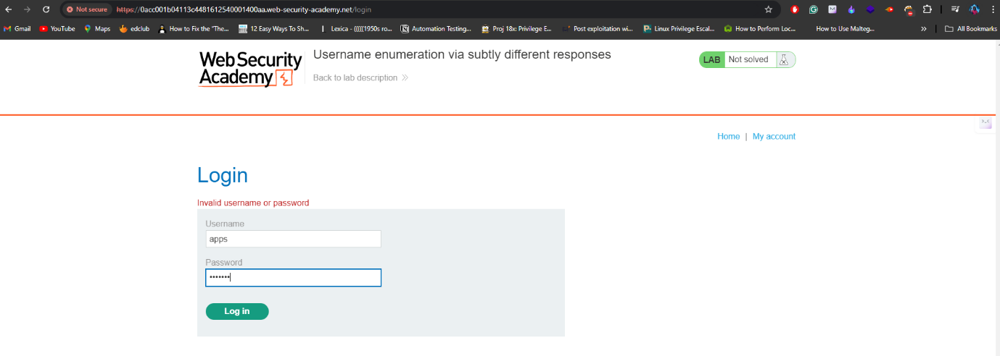 Not secure https://0acc001b04113c4481612540001400aa.web-security-academy.net/login
Gmail YouTube Maps edclub How to Fix the "The... 12 Easy Ways To Sh... Lexica - (((((1950s ro... Automation Testing... Proj 18x: Privilege E... Post exploitation wi... Linux Privilege Escal... How to Perform Loc... How to Use Malteg... » All Bookmarks
Web Security
Academy
Username enumeration via subtly different responses
Back to lab description
LAB Not solved
Home | My account
Login
Invalid username or password
Username
apps
Password
•••••••
Log in